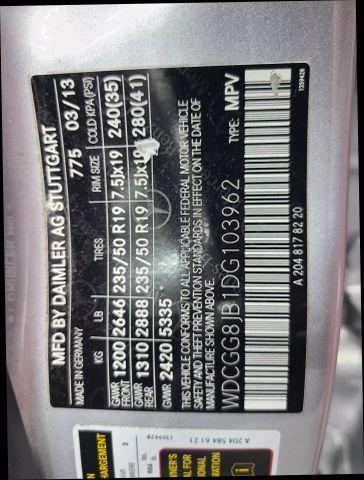 MFD BY DAIMLER AG STUTTGART
MADE IN GERMANY 775 03/13
KG LB TIRES RIM SIZE COLD KPA (PSI)
GAWR FRONT 1200 2646 235/50 R19 7.5Jx19 240(35)
GAWR REAR 1310 2888 235/50 R19 7.5Jx19 280(41)
GVWR 2420 5335
THIS VEHICLE CONFORMS TO ALL APPLICABLE FEDERAL MOTOR VEHICLE
SAFETY AND THEFT PREVENTION STANDARDS IN EFFECT ON THE DATE OF
MANUFACTURE SHOWN ABOVE.
WDCGG8JB1DG103962 TYPE: MPV
A 204 817 82 20
1359428
HARGEMENT
3
1359428
A 204 584 61 21